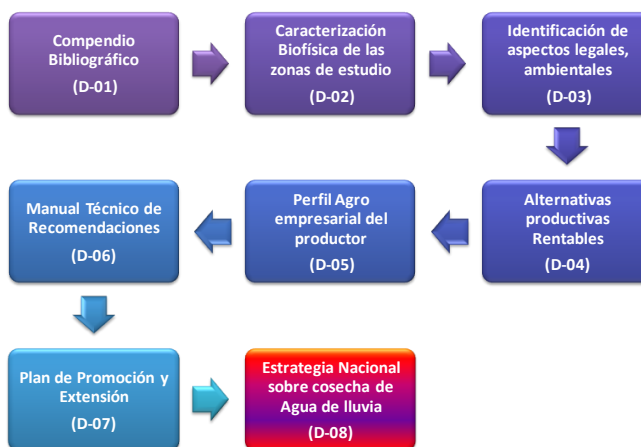 Compendio
Bibliográfico
(D-01)
Caracterización
Biofísica de las
zonas de estudio
(D-02)
Identificación de
aspectos legales,
ambientales
(D-03)
Alternativas
productivas
Rentables
(D-04)
Perfil Agro
empresarial del
productor
(D-05)
Manual Técnico de
Recomendaciones
(D-06)
Plan de Promoción y
Extensión
(D-07)
Estrategia Nacional
sobre cosecha de
Agua de lluvia
(D-08)